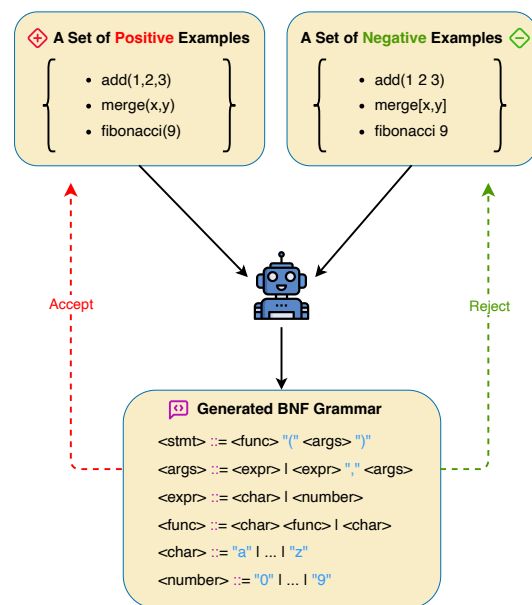 A Set of Positive Examples
• add(1,2,3)
• merge(x,y)
• fibonacci(9)
A Set of Negative Examples
• add(1 2 3)
• merge[x,y]
• fibonacci 9
Accept
Reject
Generated BNF Grammar
<stmt> ::= <func> "(" <args> ")"
<args> ::= <expr> | <expr> "," <args>
<expr> ::= <char> | <number>
<func> ::= <char> <func> | <char>
<char> ::= "a" | ... | "z"
<number> ::= "0" | ... | "9"